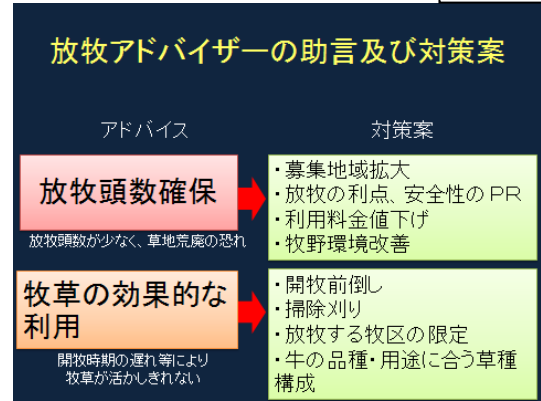 放牧アドバイザーの助言及び対策案
アドバイス
対策案
放牧頭数確保
放牧頭数が少なく、草地荒廃の恐れ
・募集地域拡大
・放牧の利点、安全性のPR
・利用料金値下げ
・牧野環境改善
牧草の効果的な
利用
開牧時期の遅れ等により
牧草が活かしきれない
・開牧前倒し
・掃除刈り
・放牧する牧区の限定
・牛の品種・用途に合う草種
構成